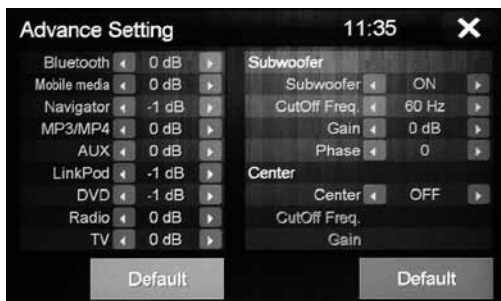 Advance Setting 11:35
Bluetooth 0 dB
Mobile media 0 dB
Navigator -1 dB
MP3/MP4 0 dB
AUX 0 dB
LinkPod -1 dB
DVD -1 dB
Radio 0 dB
TV 0 dB
Default
Subwoofer
Subwoofer ON
CutOff Freq. 60 Hz
Gain 0 dB
Phase 0
Center
Center OFF
CutOff Freq.
Gain
Default